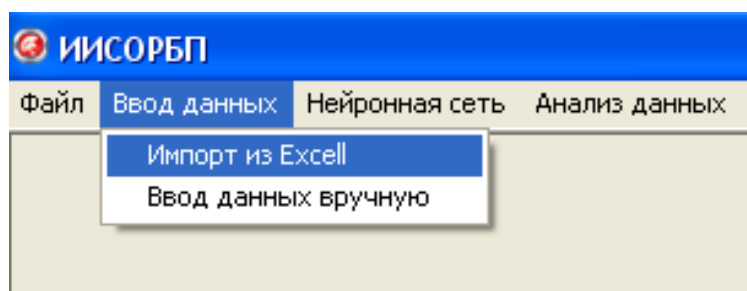 ИИСОРБП
Файл Ввод данных Нейронная сеть Анализ данных
Импорт из Excell
Ввод данных вручную